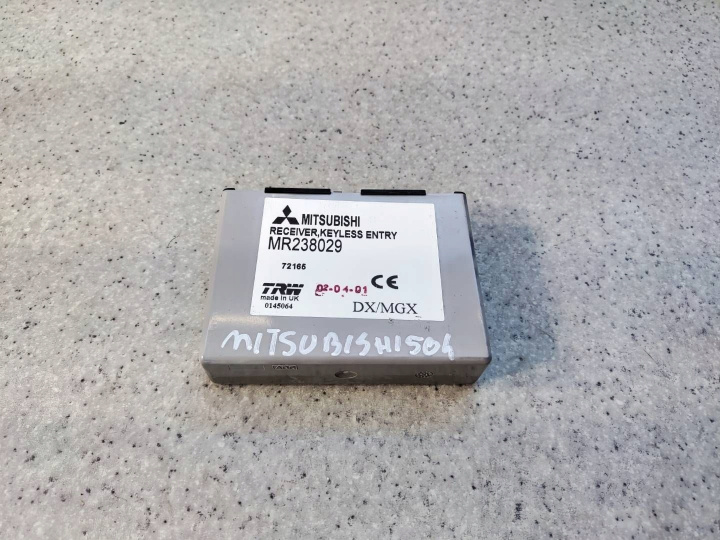 MITSUBISHI
RECEIVER,KEYLESS ENTRY
MR238029
72165
TRW 02-04-01 CE
made in UK
0145064 DX/MGX
MITSUBISHI504